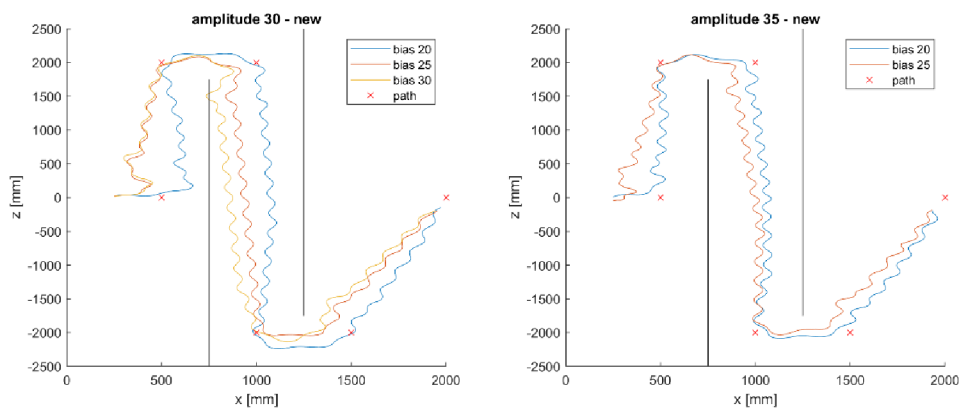 amplitude 30 - new
2500
2000
1500
1000
500
0
-500
-1000
-1500
-2000
-2500
z [mm]
0 500 1000 1500 2000
x [mm]
bias 20
bias 25
bias 30
path
amplitude 35 - new
2500
2000
1500
1000
500
0
-500
-1000
-1500
-2000
-2500
z [mm]
0 500 1000 1500 2000
x [mm]
bias 20
bias 25
path